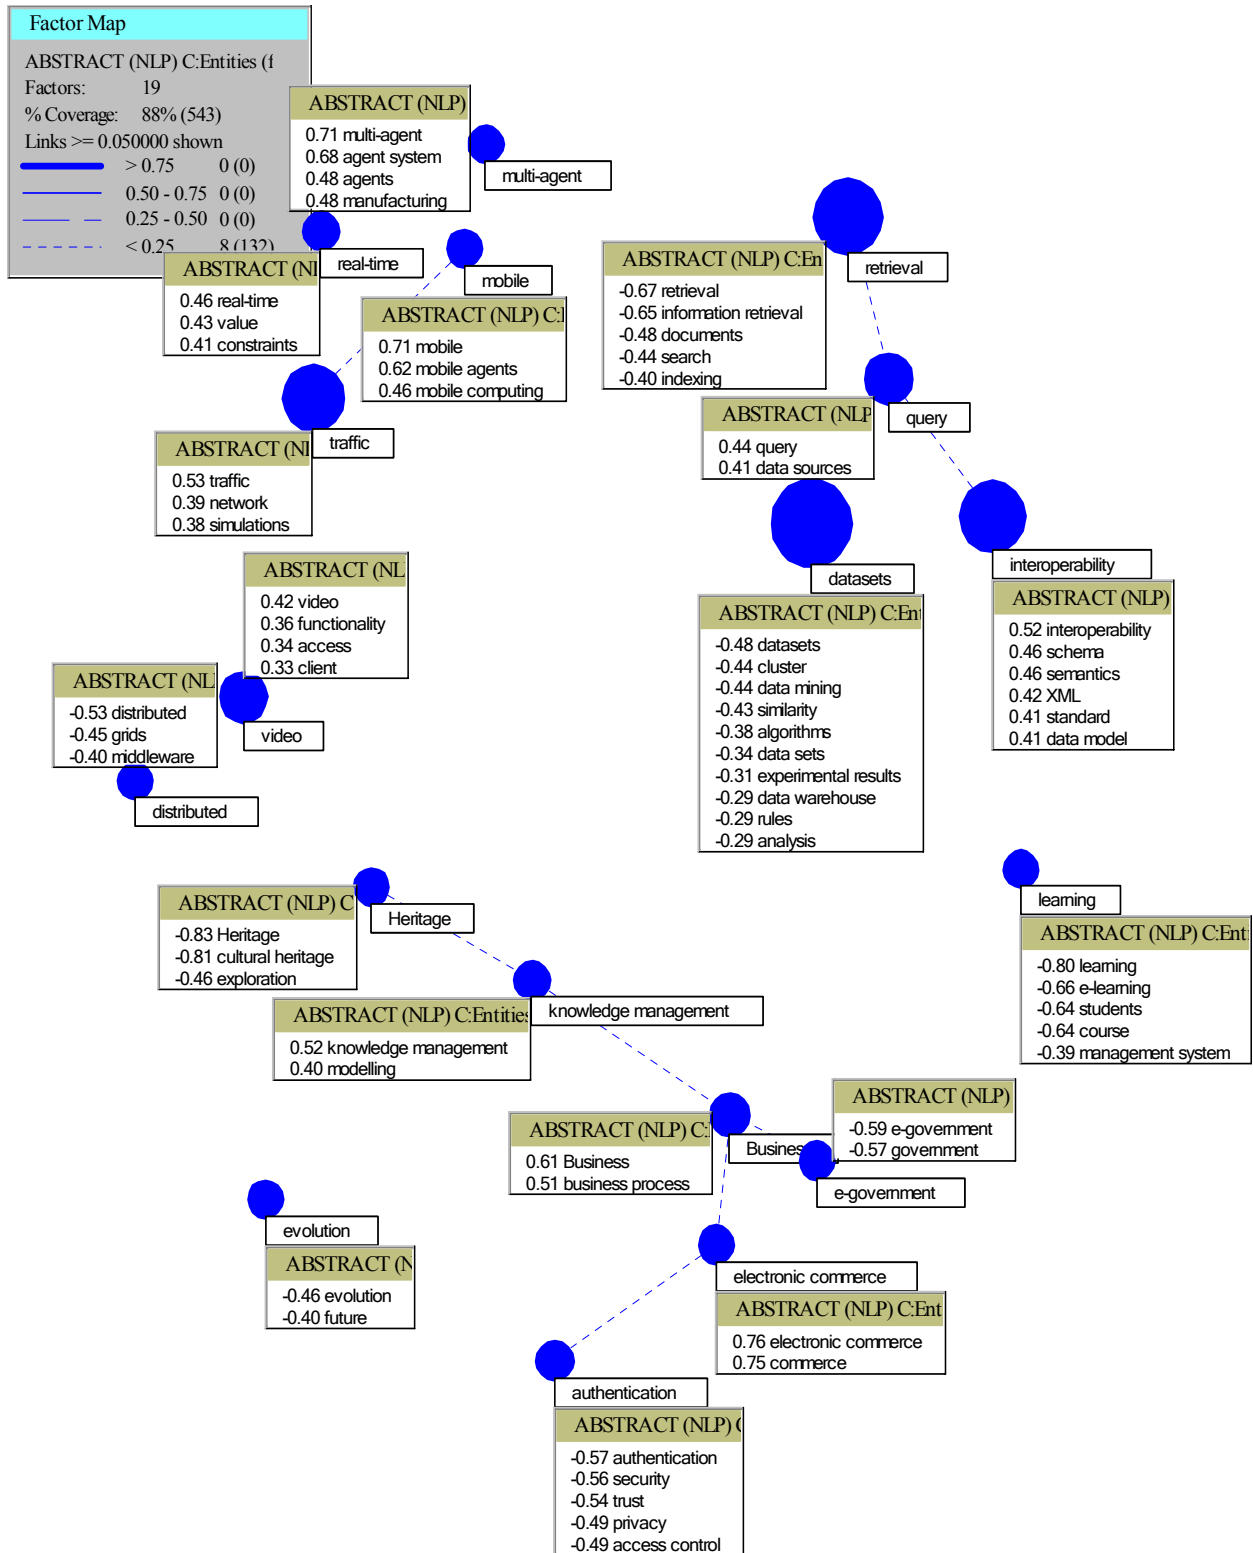 Factor Map
ABSTRACT (NLP) C:Entities (f
Factors: 19
% Coverage: 88% (543)
Links >= 0.050000 shown
> 0.75 0 (0)
0.50 - 0.75 0 (0)
0.25 - 0.50 0 (0)
< 0.25 8 (132)
ABSTRACT (NLP)
0.71 multi-agent
0.68 agent system
0.48 agents
0.48 manufacturing
multi-agent
real-time
ABSTRACT (NL
0.46 real-time
0.43 value
0.41 constraints
mobile
ABSTRACT (NLP) C:E
0.71 mobile
0.62 mobile agents
0.46 mobile computing
traffic
ABSTRACT (NL
0.53 traffic
0.39 network
0.38 simulations
retrieval
ABSTRACT (NLP) C:En
-0.67 retrieval
-0.65 information retrieval
-0.48 documents
-0.44 search
-0.40 indexing
query
ABSTRACT (NLP
0.44 query
0.41 data sources
interoperability
ABSTRACT (NLP)
0.52 interoperability
0.46 schema
0.46 semantics
0.42 XML
0.41 standard
0.41 data model
datasets
ABSTRACT (NLP) C:Ent
-0.48 datasets
-0.44 cluster
-0.44 data mining
-0.43 similarity
-0.38 algorithms
-0.34 data sets
-0.31 experimental results
-0.29 data warehouse
-0.29 rules
-0.29 analysis
ABSTRACT (NL
0.42 video
0.36 functionality
0.34 access
0.33 client
video
ABSTRACT (NL
-0.53 distributed
-0.45 grids
-0.40 middleware
distributed
Heritage
ABSTRACT (NLP) C
-0.83 Heritage
-0.81 cultural heritage
-0.46 exploration
knowledge management
ABSTRACT (NLP) C:Entities
0.52 knowledge management
0.40 modelling
learning
ABSTRACT (NLP) C:Enti
-0.80 learning
-0.66 e-learning
-0.64 students
-0.64 course
-0.39 management system
Business
ABSTRACT (NLP) C:
0.61 Business
0.51 business process
ABSTRACT (NLP)
-0.59 e-government
-0.57 government
e-government
evolution
ABSTRACT (N
-0.46 evolution
-0.40 future
electronic commerce
ABSTRACT (NLP) C:Ent
0.76 electronic commerce
0.75 commerce
authentication
ABSTRACT (NLP) C
-0.57 authentication
-0.56 security
-0.54 trust
-0.49 privacy
-0.49 access control